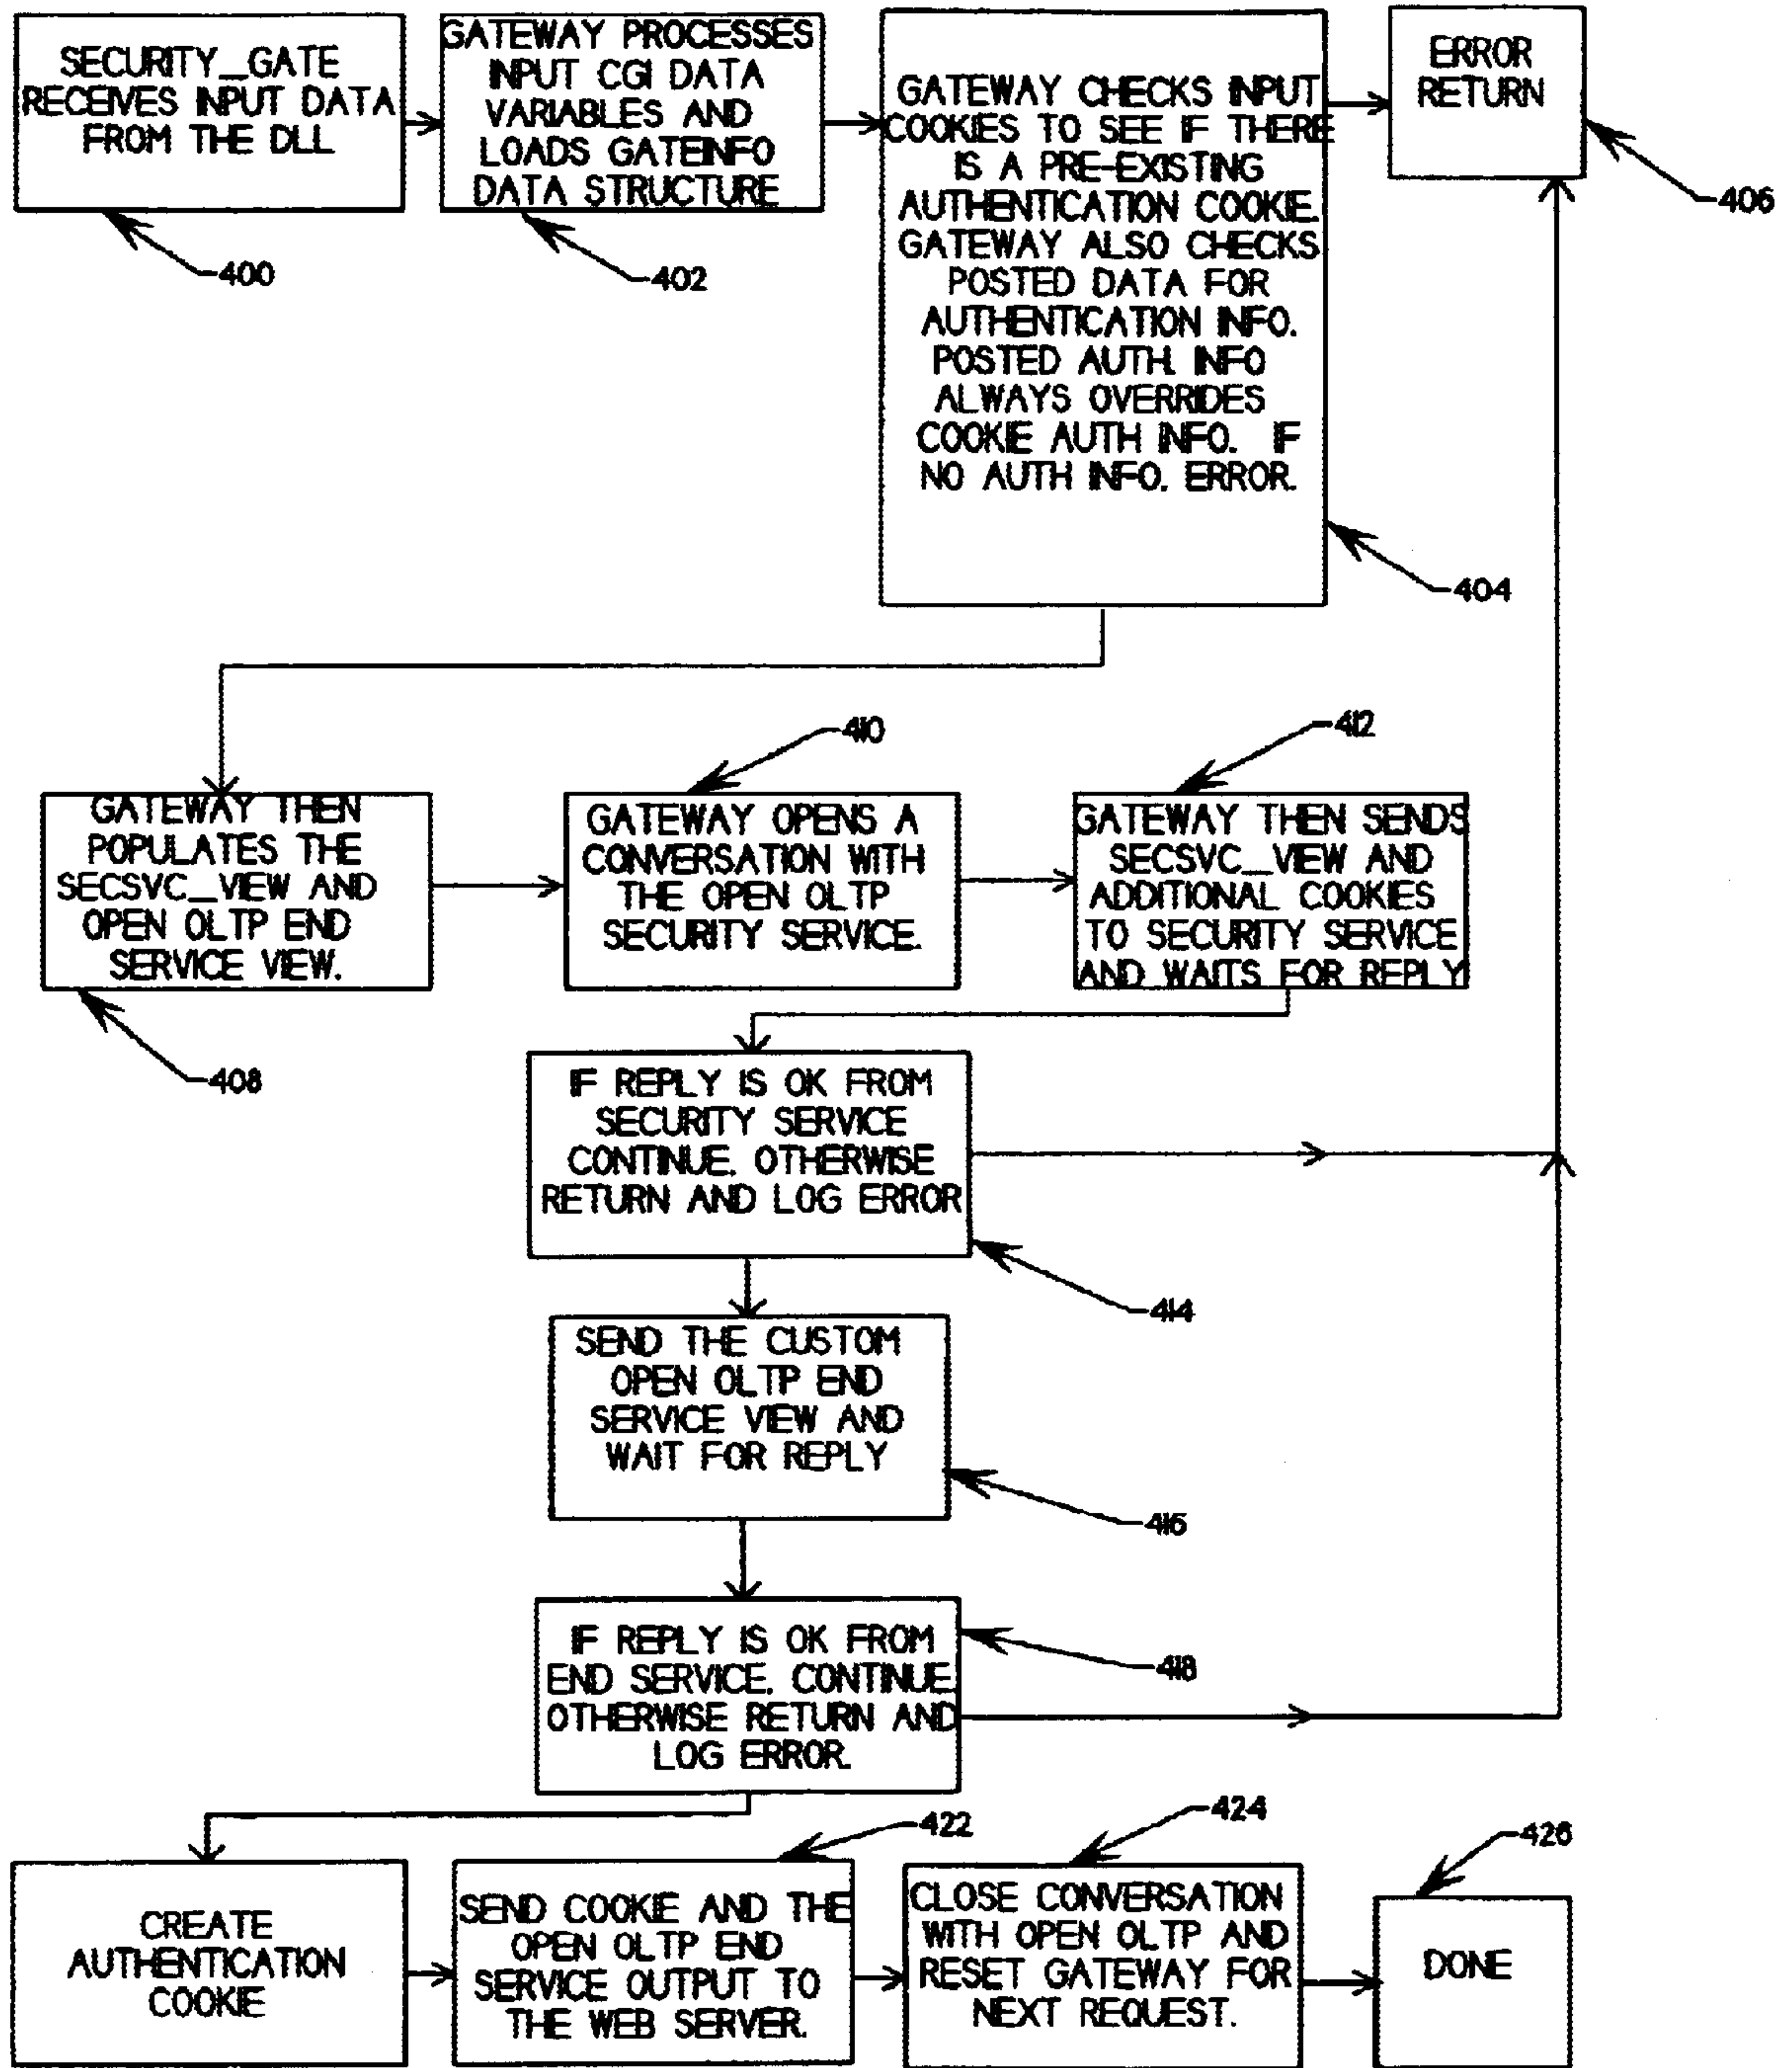 SECURITY_GATE
RECEIVES INPUT DATA
FROM THE DLL
400
GATEWAY PROCESSES
INPUT CGI DATA
VARIABLES AND
LOADS GATEINFO
DATA STRUCTURE
402
GATEWAY CHECKS INPUT
COOKIES TO SEE IF THERE
IS A PRE-EXISTING
AUTHENTICATION COOKIE.
GATEWAY ALSO CHECKS
POSTED DATA FOR
AUTHENTICATION INFO.
POSTED AUTH. INFO
ALWAYS OVERRIDES
COOKIE AUTH INFO. IF
NO AUTH INFO. ERROR.
404
ERROR
RETURN
406
GATEWAY THEN
POPULATES THE
SECSVC_VIEW AND
OPEN OLTP END
SERVICE VIEW.
408
410
GATEWAY OPENS A
CONVERSATION WITH
THE OPEN OLTP
SECURITY SERVICE.
412
GATEWAY THEN SENDS
SECSVC_VIEW AND
ADDITIONAL COOKIES
TO SECURITY SERVICE
AND WAITS FOR REPLY
IF REPLY IS OK FROM
SECURITY SERVICE
CONTINUE. OTHERWISE
RETURN AND LOG ERROR
414
SEND THE CUSTOM
OPEN OLTP END
SERVICE VIEW AND
WAIT FOR REPLY
416
IF REPLY IS OK FROM
END SERVICE. CONTINUE.
OTHERWISE RETURN AND
LOG ERROR.
418
CREATE
AUTHENTICATION
COOKIE
422
SEND COOKIE AND THE
OPEN OLTP END
SERVICE OUTPUT TO
THE WEB SERVER.
424
CLOSE CONVERSATION
WITH OPEN OLTP AND
RESET GATEWAY FOR
NEXT REQUEST.
426
DONE